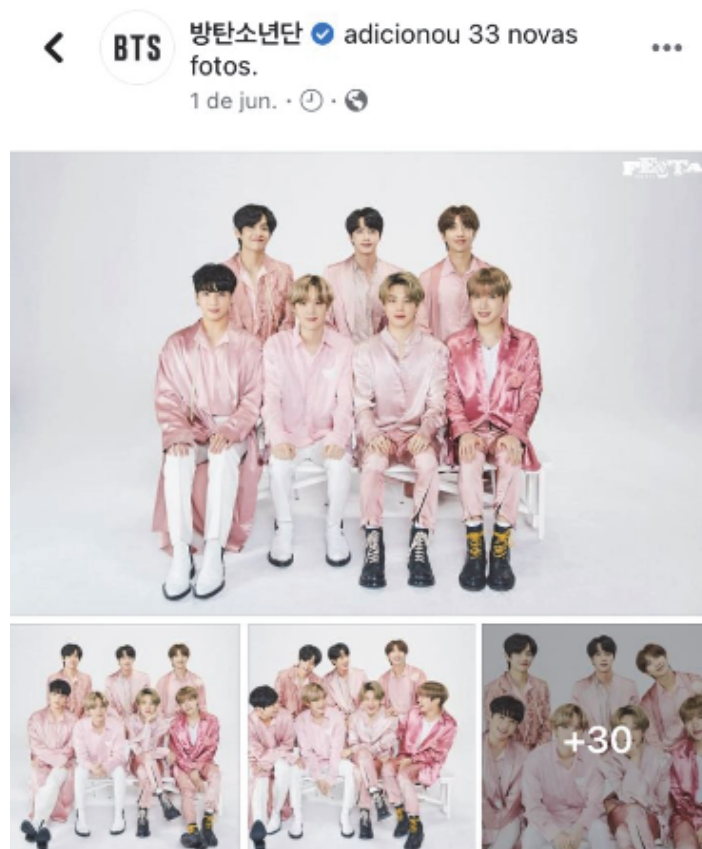 BTS
방탄소년단 adicionou 33 novas
fotos.
1 de jun. ·
FESTA
+30